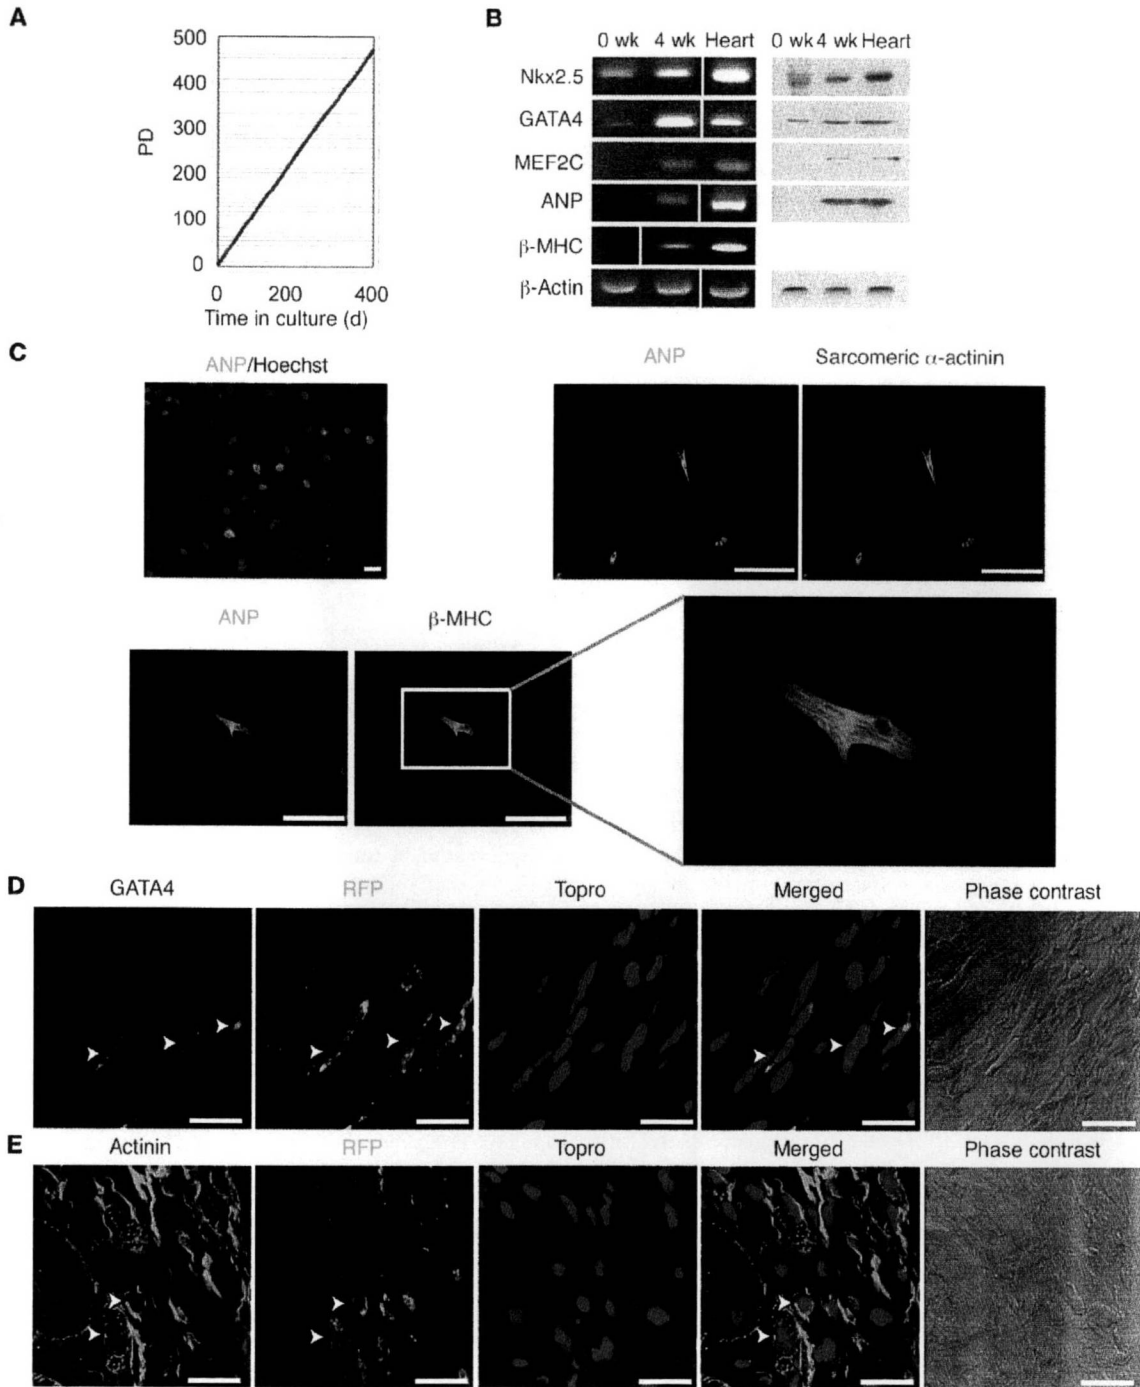 A
500
400
300
200
100
0
PD
0 200 400
Time in culture (d)
B
0 wk 4 wk Heart 0 wk 4 wk Heart
Nkx2.5
GATA4
MEF2C
ANP
β-MHC
β-Actin
C
ANP/Hoechst
ANP
Sarcomeric α-actinin
ANP
β-MHC
D
GATA4 RFP Topro Merged Phase contrast
E
Actinin RFP Topro Merged Phase contrast